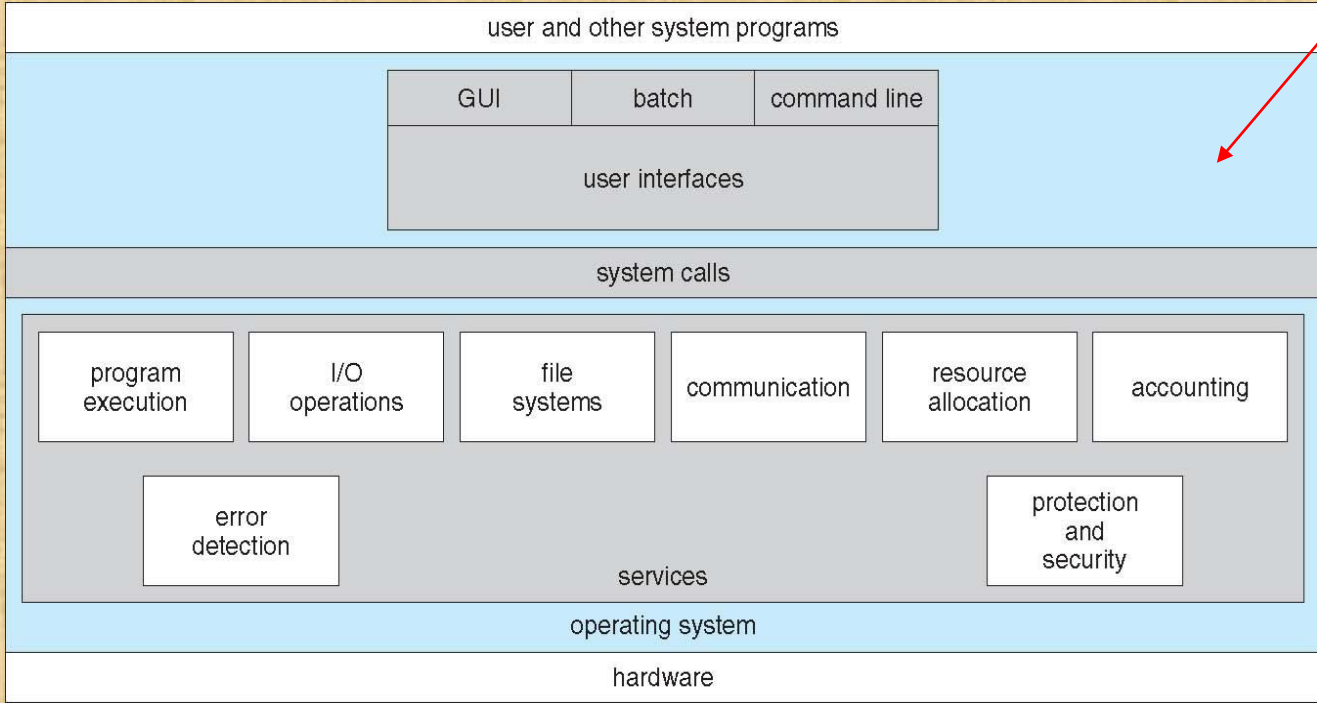 user and other system programs
GUI
batch
command line
user interfaces
system calls
program
execution
I/O
operations
file
systems
communication
resource
allocation
accounting
error
detection
protection
and
security
services
operating system
hardware